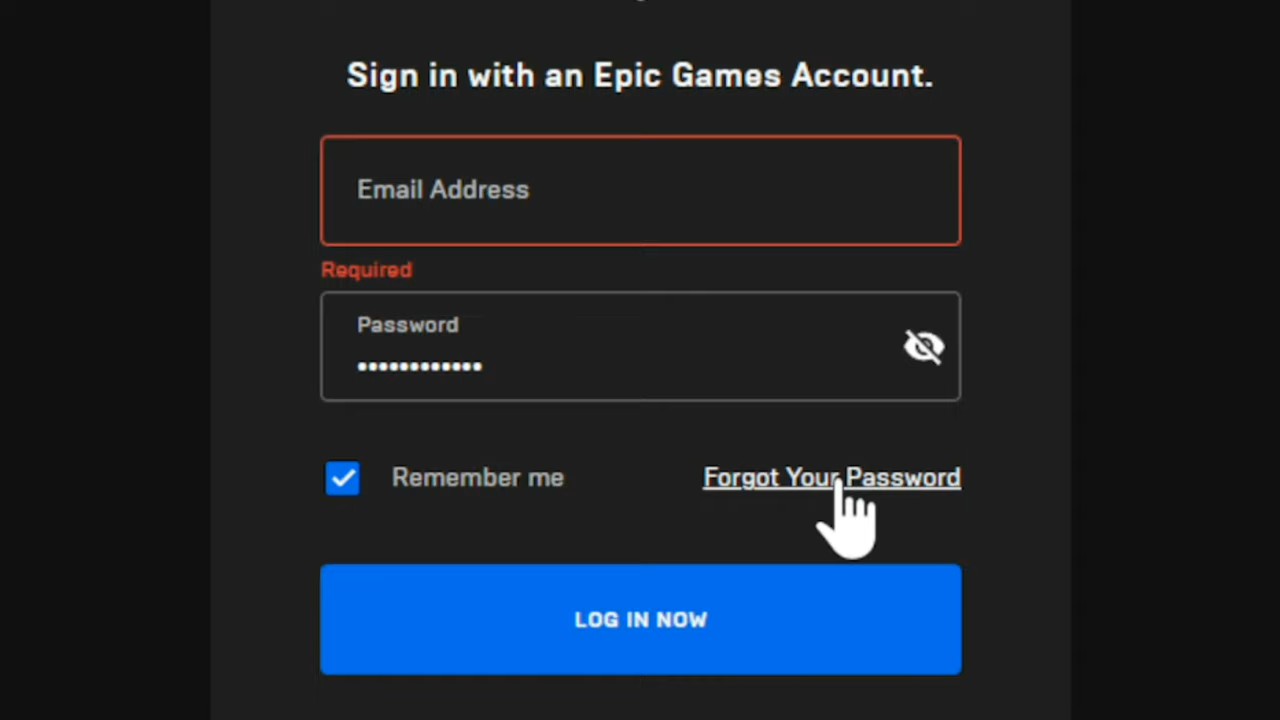 Sign in with an Epic Games Account.
Email Address
Required
Password
••••••••••••
Remember me Forgot Your Password
LOG IN NOW